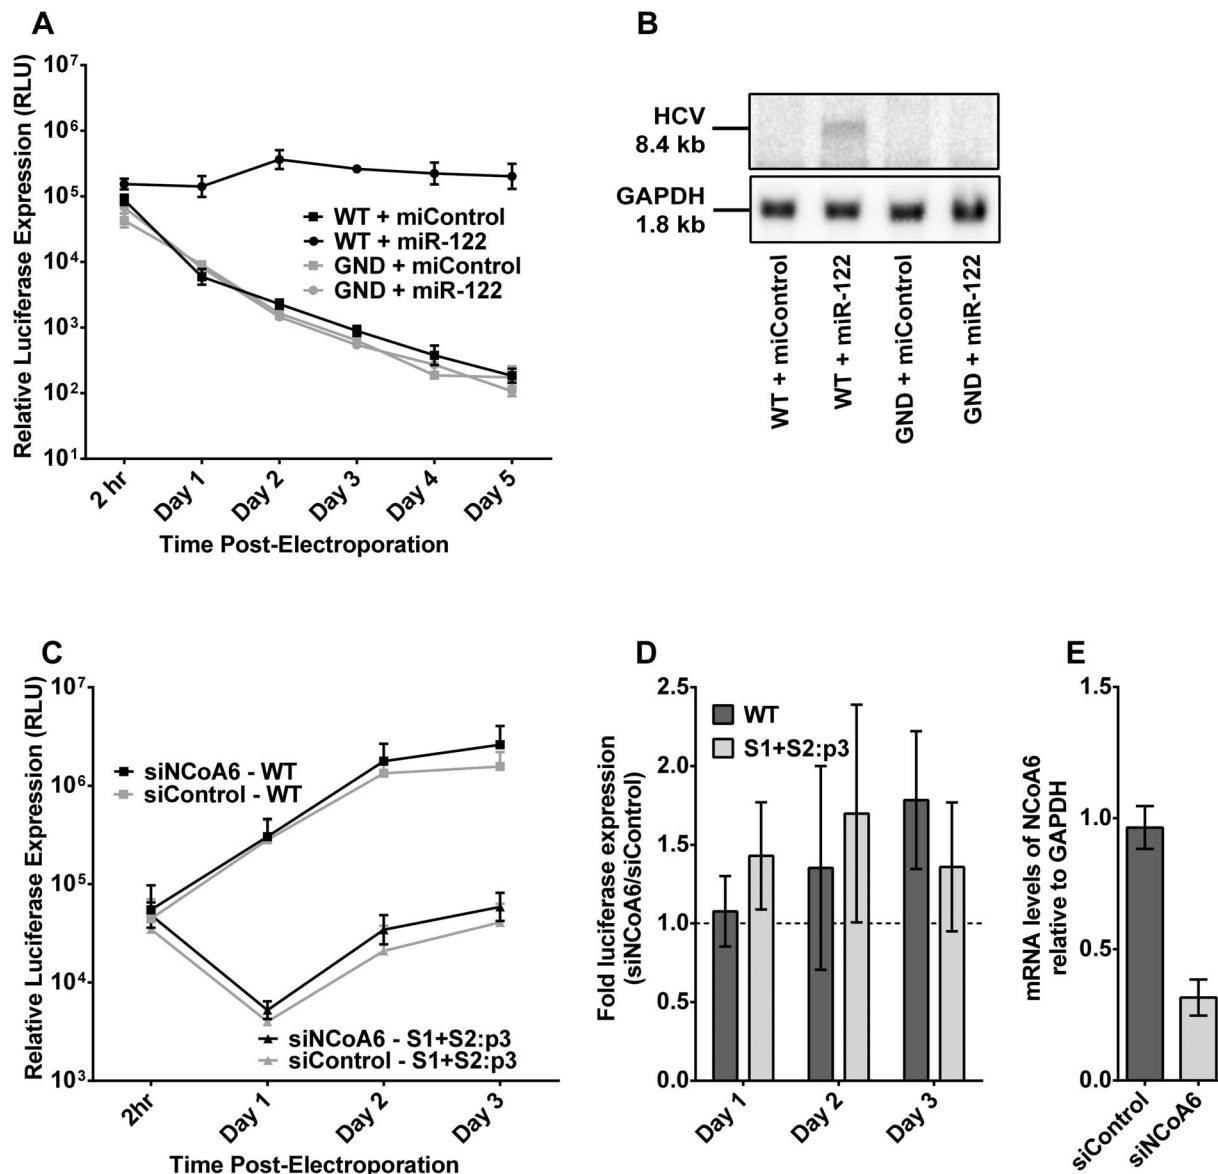 A
Relative Luciferase Expression (RLU)
10⁷
10⁶
10⁵
10⁴
10³
10²
10¹
WT + miControl
WT + miR-122
GND + miControl
GND + miR-122
2 hr
Day 1
Day 2
Day 3
Day 4
Day 5
Time Post-Electroporation
B
HCV
8.4 kb
GAPDH
1.8 kb
WT + miControl
WT + miR-122
GND + miControl
GND + miR-122
C
Relative Luciferase Expression (RLU)
10⁷
10⁶
10⁵
10⁴
10³
siNCoA6 - WT
siControl - WT
siNCoA6 - S1+S2:p3
siControl - S1+S2:p3
2hr
Day 1
Day 2
Day 3
Time Post-Electroporation
D
Fold luciferase expression
(siNCoA6/siControl)
2.5
2.0
1.5
1.0
0.5
0.0
WT
S1+S2:p3
Day 1
Day 2
Day 3
E
mRNA levels of NCoA6
relative to GAPDH
1.5
1.0
0.5
0.0
siControl
siNCoA6